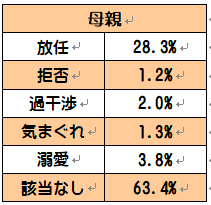 母親
放任 28.3%
拒否 1.2%
過干渉 2.0%
気まぐれ 1.3%
溺愛 3.8%
該当なし 63.4%